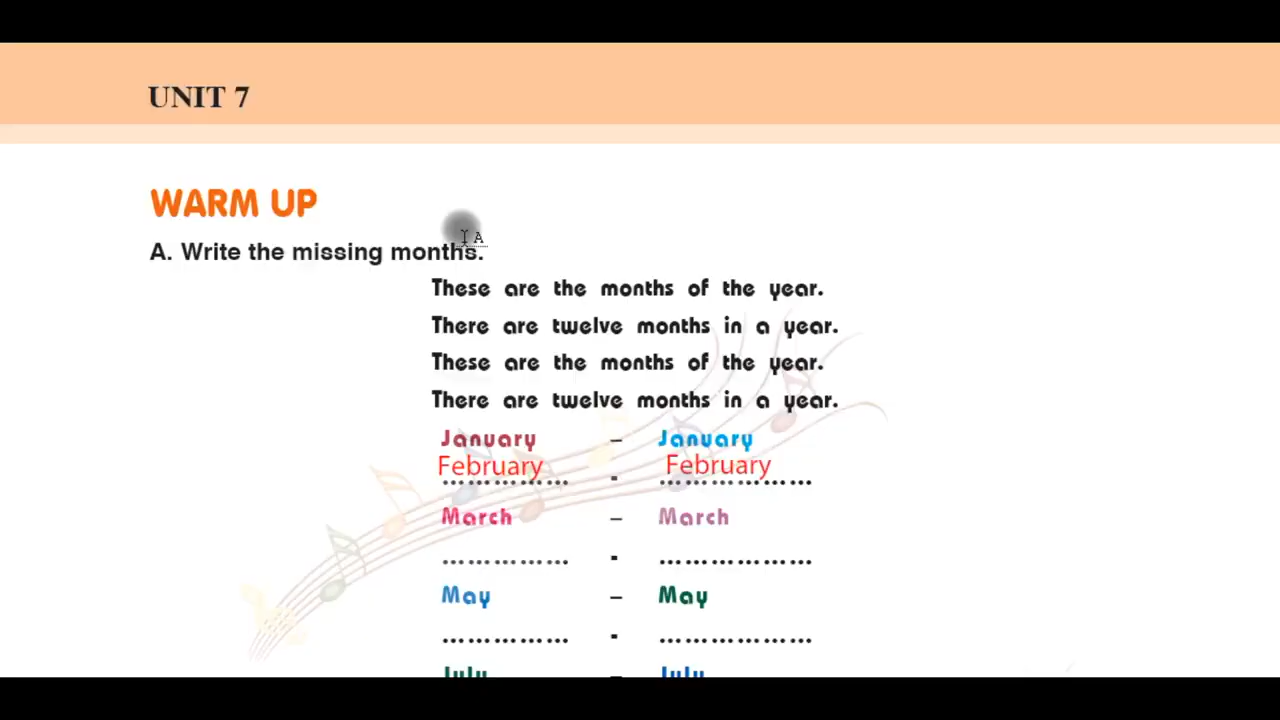 UNIT 7
WARM UP
A. Write the missing months.
These are the months of the year.
There are twelve months in a year.
These are the months of the year.
There are twelve months in a year.
January – January
February - February
March – March
................ - ..................
May – May
................ - ..................
July – July